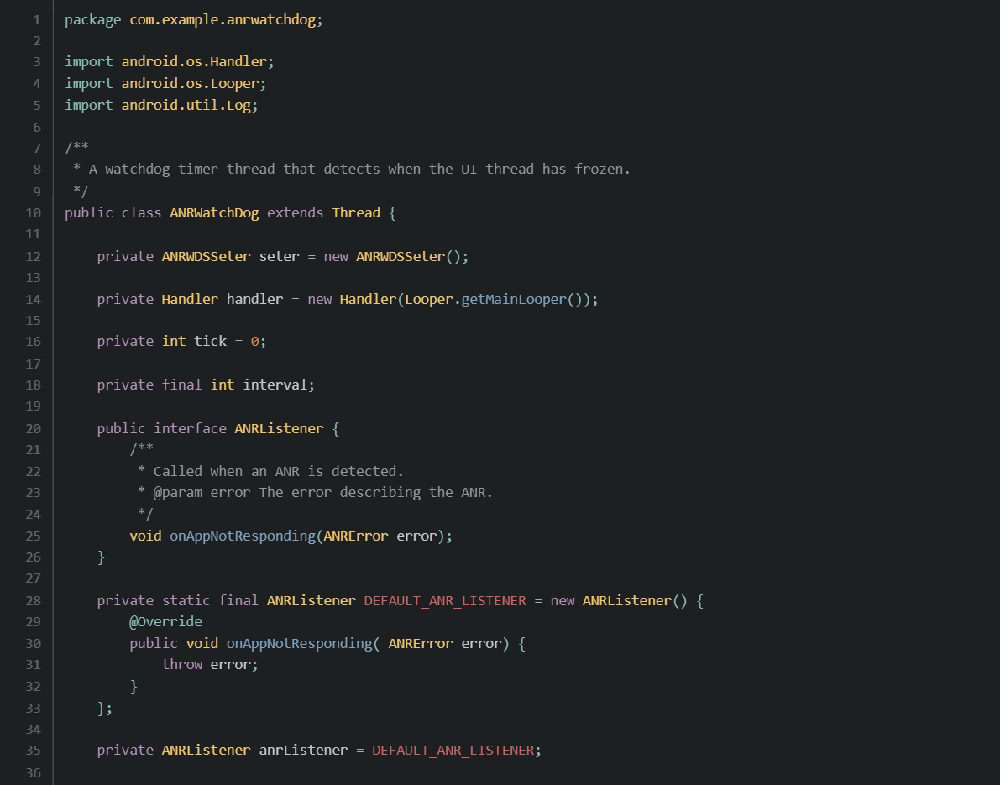 1 package com.example.anrwatchdog;
2
3 import android.os.Handler;
4 import android.os.Looper;
5 import android.util.Log;
6
7 /**
8  * A watchdog timer thread that detects when the UI thread has frozen.
9  */
10 public class ANRWatchDog extends Thread {
11
12     private ANRWDSSeter seter = new ANRWDSSeter();
13
14     private Handler handler = new Handler(Looper.getMainLooper());
15
16     private int tick = 0;
17
18     private final int interval;
19
20     public interface ANRListener {
21         /**
22          * Called when an ANR is detected.
23          * @param error The error describing the ANR.
24          */
25         void onAppNotResponding(ANRError error);
26     }
27
28     private static final ANRListener DEFAULT_ANR_LISTENER = new ANRListener() {
29         @Override
30         public void onAppNotResponding( ANRError error) {
31             throw error;
32         }
33     };
34
35     private ANRListener anrListener = DEFAULT_ANR_LISTENER;
36